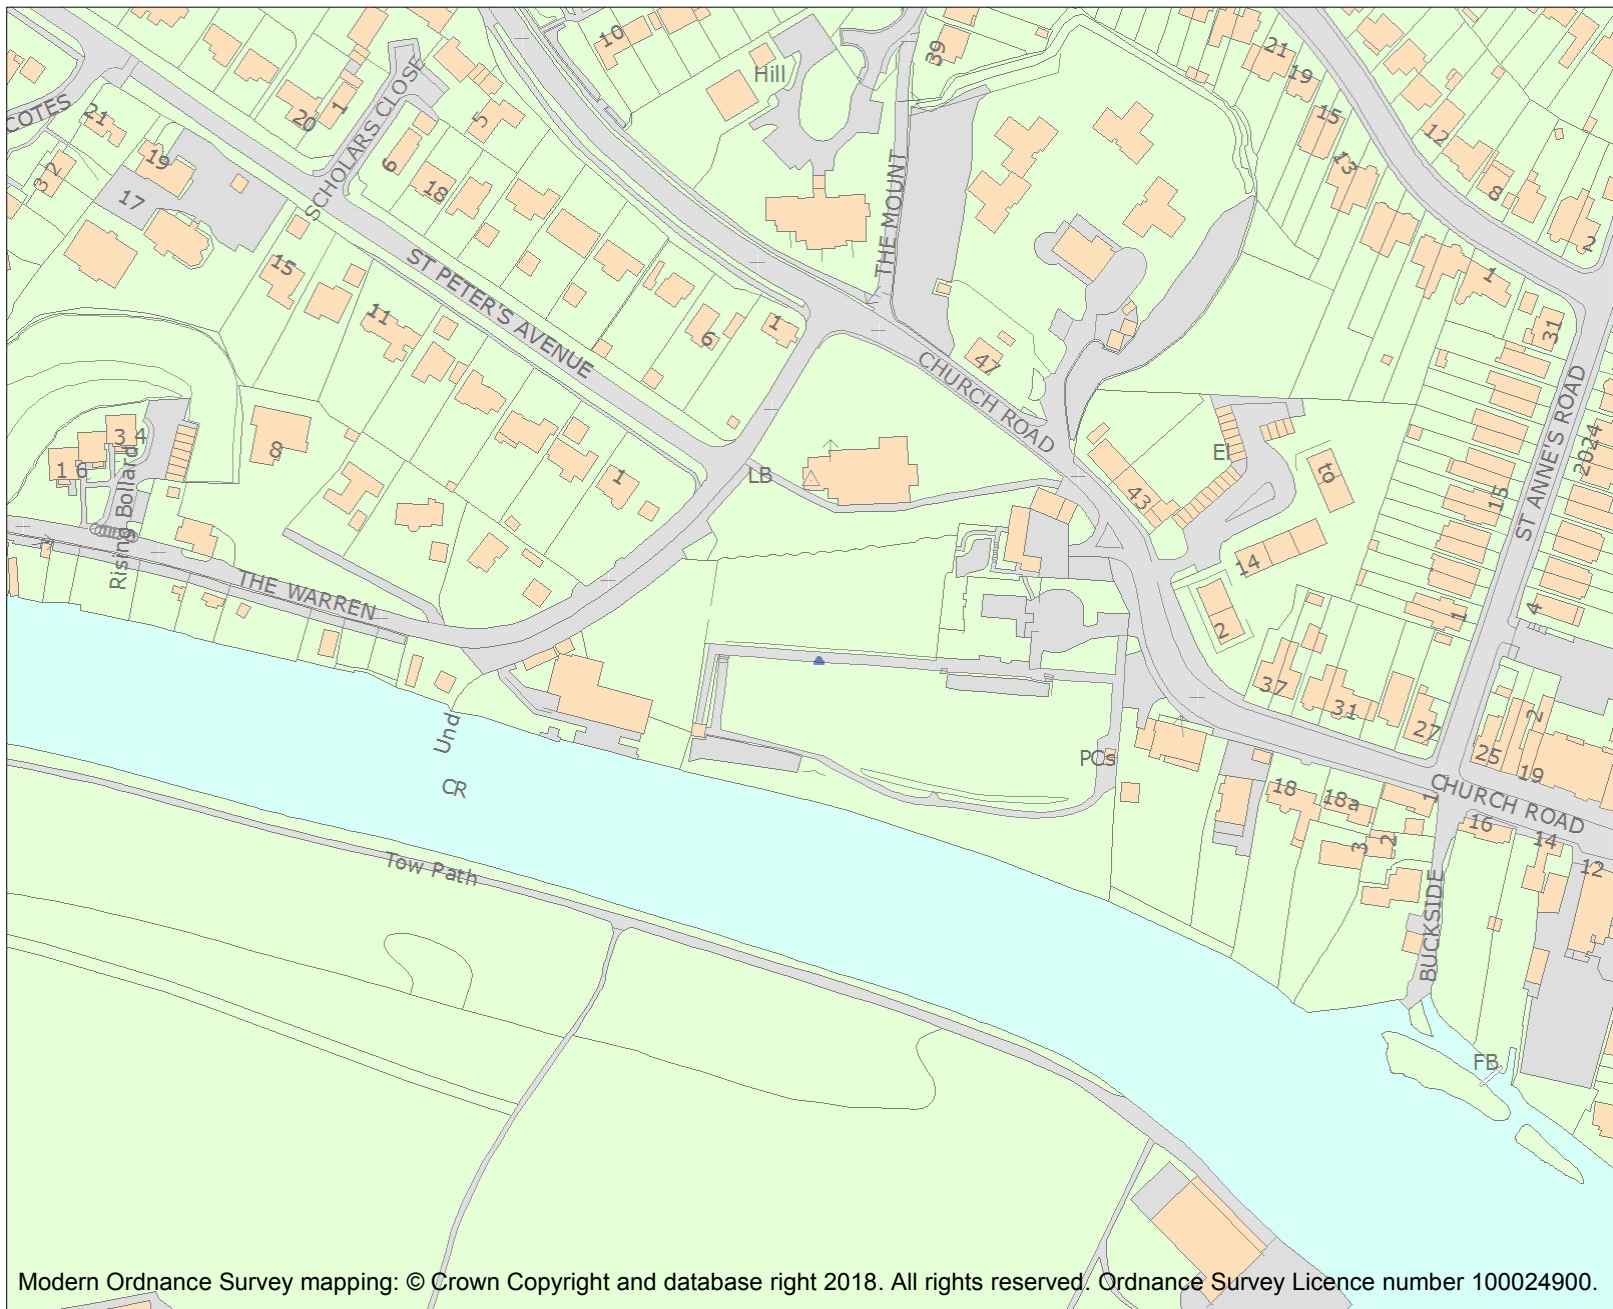 10
Hill
39
21
19
15
13
12
8
2
COTES
21
20
1
SCHOLARS CLOSE
5
3 2
19
17
6
18
THE MOUNT
15
ST PETER'S AVENUE
11
6
1
CHURCH ROAD
47
1
31
ST ANNE'S ROAD
2024
3 4
1 6
Rising Bollard
8
1
LB
El
to
43
15
14
THE WARREN
2
1
4
37
31
27
2
25
19
Und
CR
PCs
18
18a
1
CHURCH ROAD
16
3
2
14
12
BUCKSIDE
Tow Path
FB
Modern Ordnance Survey mapping: © Crown Copyright and database right 2018. All rights reserved. Ordnance Survey Licence number 100024900.